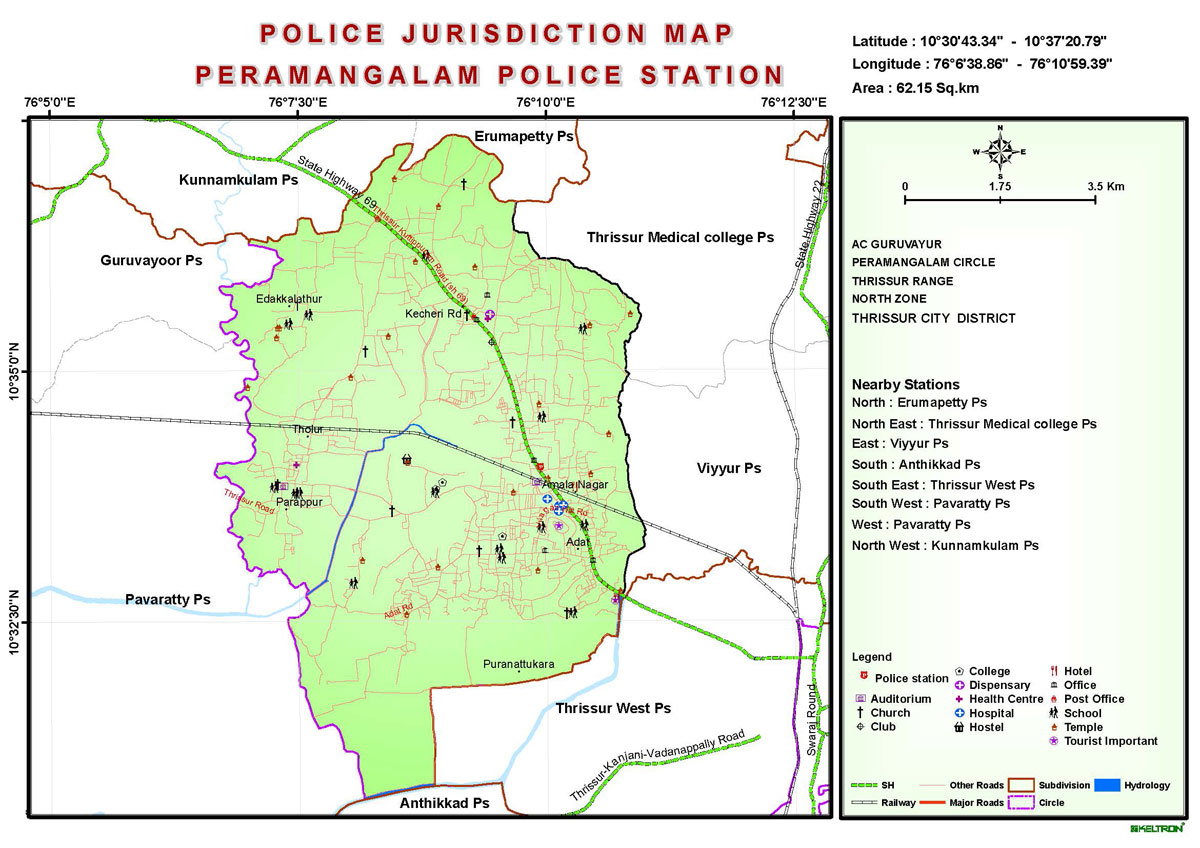 POLICE JURISDICTION MAP
PERAMANGALAM POLICE STATION
Latitude : 10°30'43.34" - 10°37'20.79"
Longitude : 76°6'38.86" - 76°10'59.39"
Area : 62.15 Sq.km
76°5'0"E
76°7'3"E
76°10'0"E
76°12'3"E
10°35'0"N
10°32'30"N
Erumapetty Ps
Kunnamkulam Ps
State Highway 69
Thrissur Kuttippuram Road (sh 69)
Thrissur Medical college Ps
State Highway 22
Guruvayoor Ps
Edakkalathur
Kecheri Rd
Tholur
Viyyur Ps
Amala Nagar
Thrissur Road
Parappur
Adat
Pavaratty Ps
Adat Rd
Puranattukara
Thrissur West Ps
Swaraj Round
Thrissur-Kanjani-Vadanappally Road
Anthikkad Ps
N
W
E
S
0
1.75
3.5 Km
AC GURUVAYUR
PERAMANGALAM CIRCLE
THRISSUR RANGE
NORTH ZONE
THRISSUR CITY DISTRICT
Nearby Stations
North : Erumapetty Ps
North East : Thrissur Medical college Ps
East : Viyyur Ps
South : Anthikkad Ps
South East : Thrissur West Ps
South West : Pavaratty Ps
West : Pavaratty Ps
North West : Kunnamkulam Ps
Legend
Police station
Auditorium
Church
Club
College
Dispensary
Health Centre
Hospital
Hostel
Hotel
Office
Post Office
School
Temple
Tourist Important
SH
Other Roads
Subdivision
Hydrology
Railway
Major Roads
Circle
KELTRON